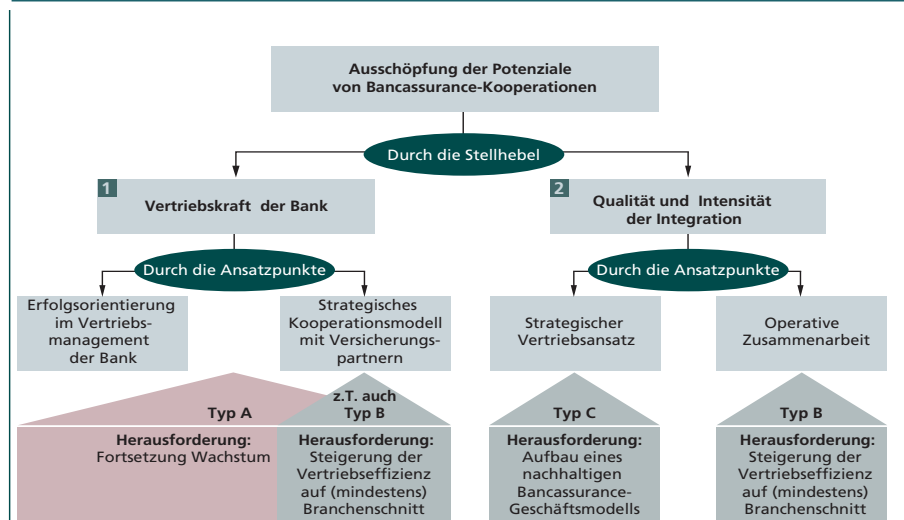 Ausschöpfung der Potenziale
von Bancassurance-Kooperationen
Durch die Stellhebel
1
Vertriebskraft der Bank
2
Qualität und Intensität
der Integration
Durch die Ansatzpunkte
Durch die Ansatzpunkte
Erfolgsorientierung
im Vertriebs-
management
der Bank
Strategisches
Kooperationsmodell
mit Versicherungs-
partnern
Strategischer
Vertriebsansatz
Operative
Zusammenarbeit
Typ A
z.T. auch
Typ B
Typ C
Typ B
Herausforderung:
Fortsetzung Wachstum
Herausforderung:
Steigerung der
Vertriebseffizienz
auf (mindestens)
Branchenschnitt
Herausforderung:
Aufbau eines
nachhaltigen
Bancassurance-
Geschäftsmodells
Herausforderung:
Steigerung der
Vertriebseffizienz
auf (mindestens)
Branchenschnitt